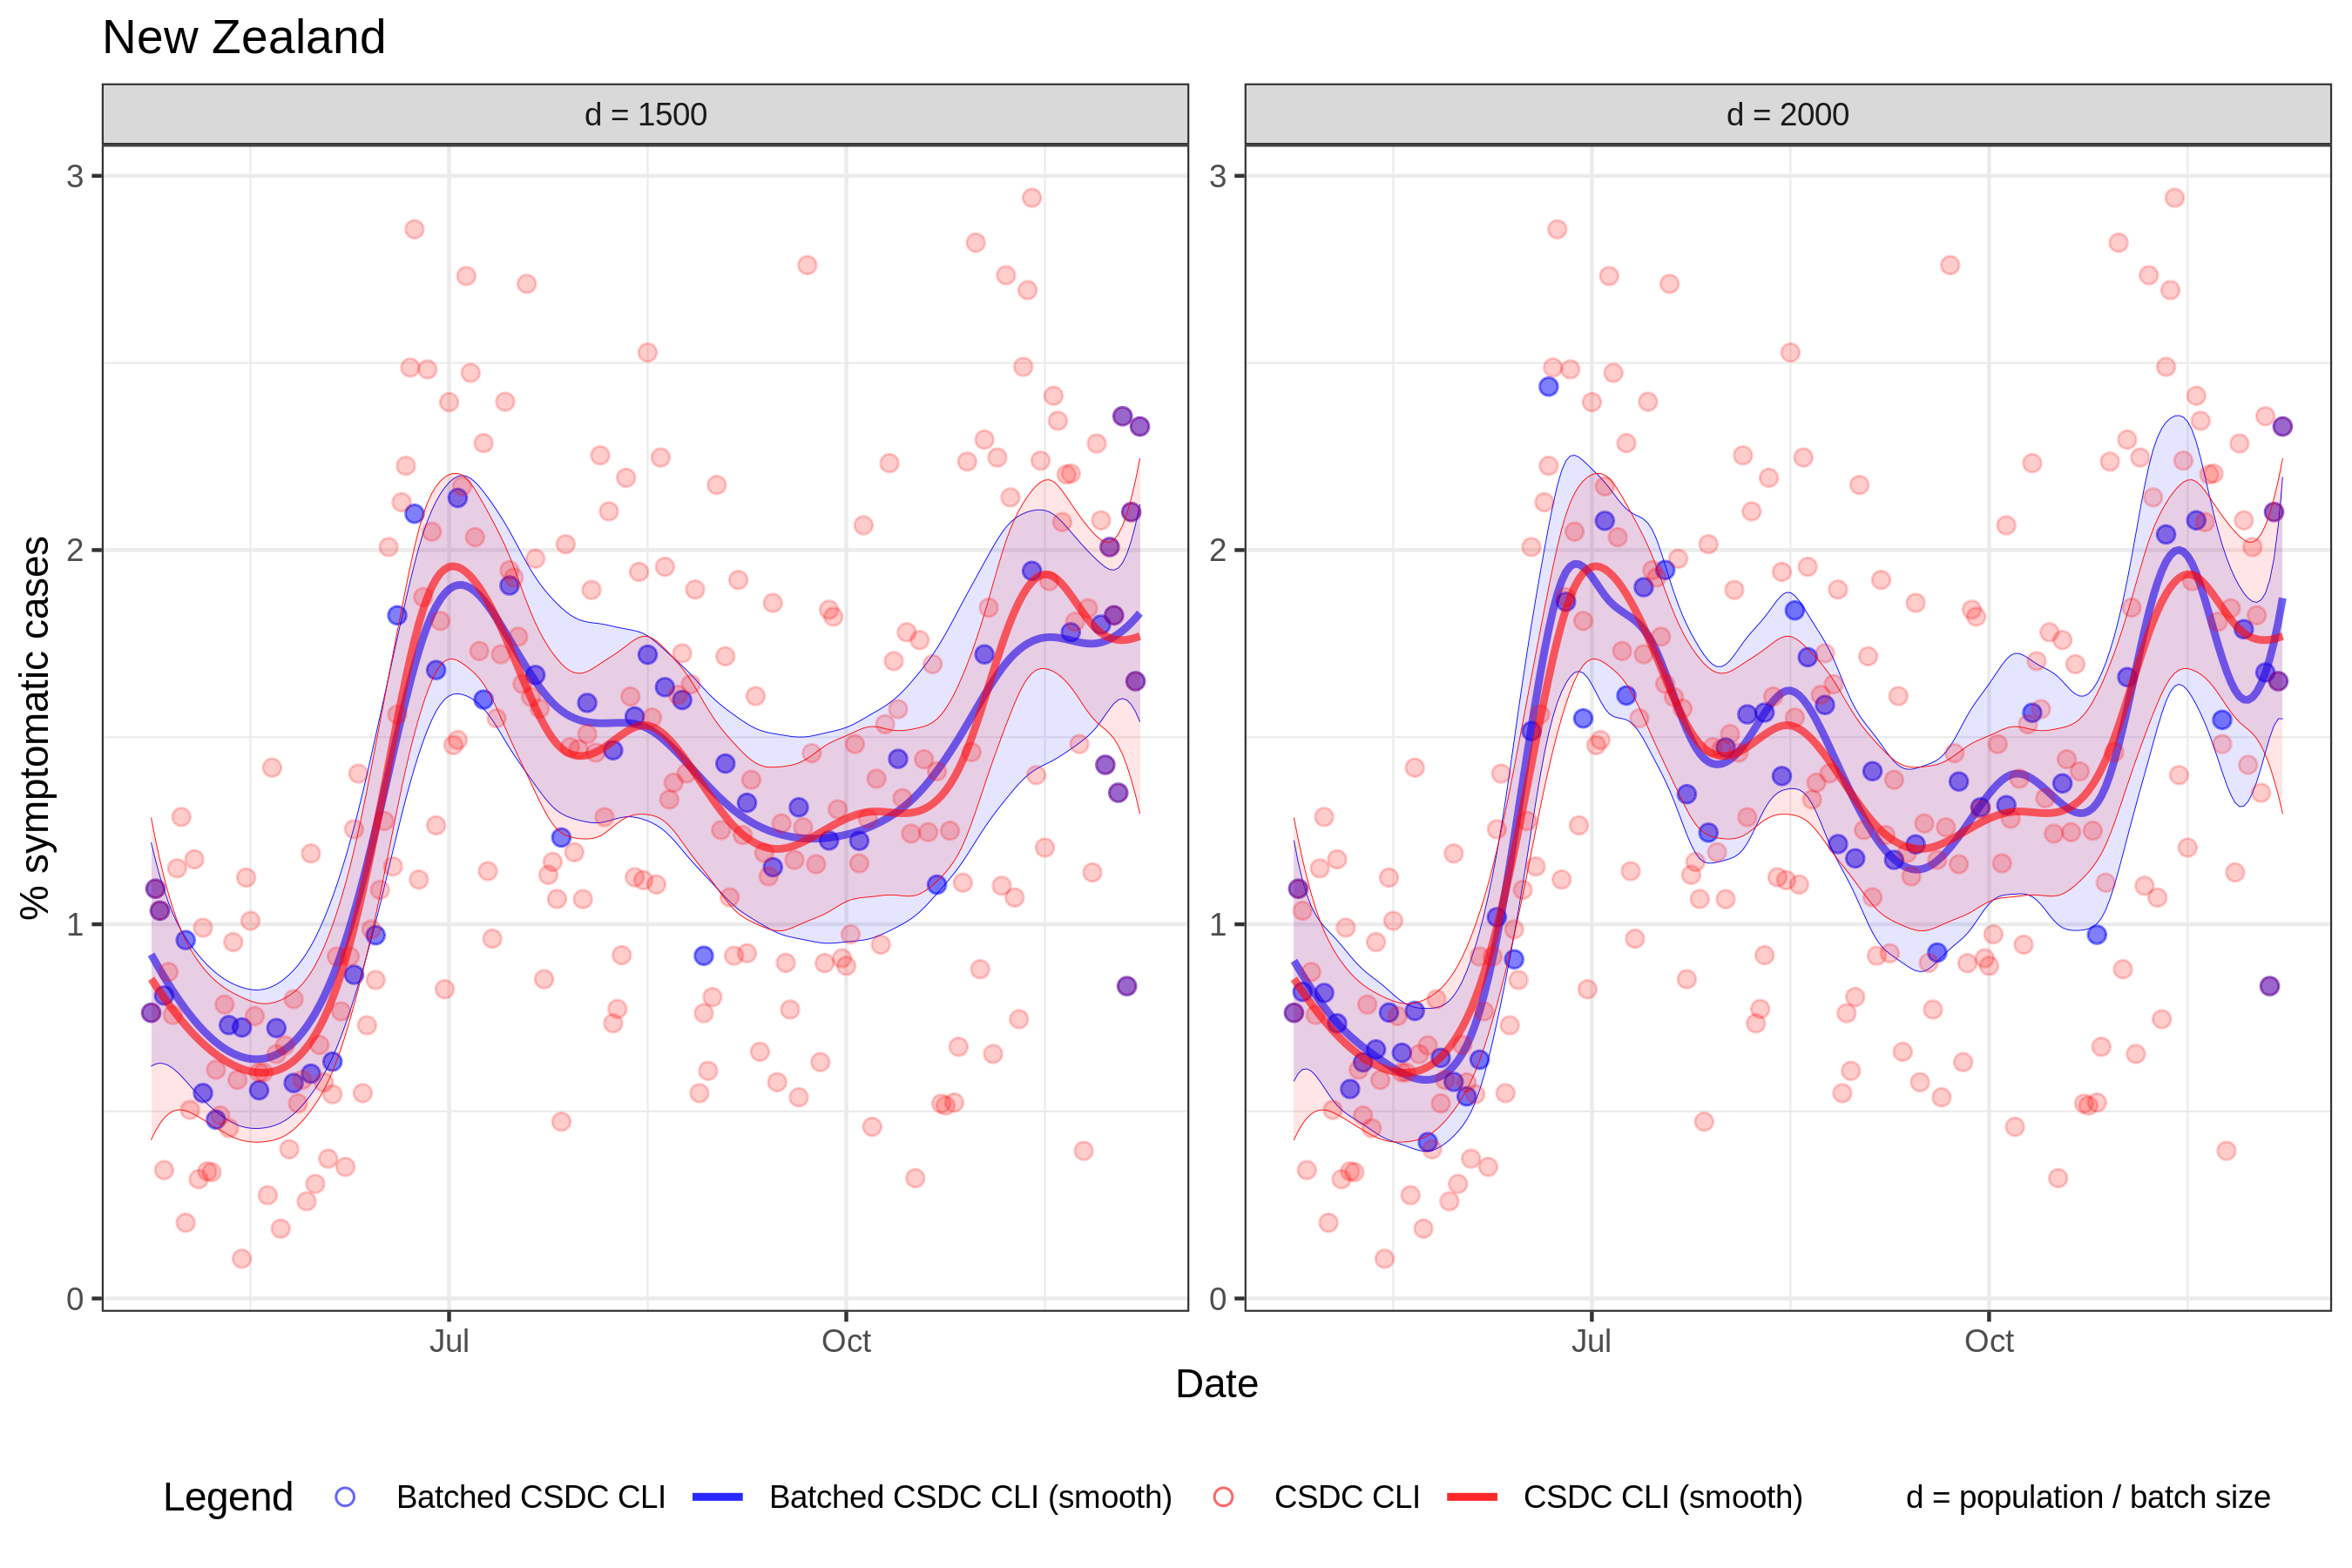 New Zealand
d = 1500
d = 2000
3
2
1
0
3
2
1
0
% symptomatic cases
Jul
Oct
Jul
Oct
Date
Legend Batched CSDC CLI Batched CSDC CLI (smooth) CSDC CLI CSDC CLI (smooth) d = population / batch size